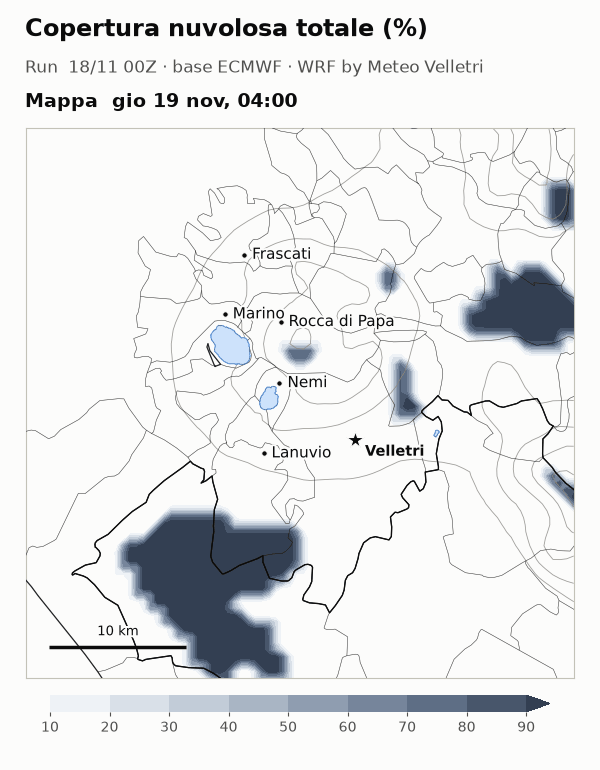 Copertura nuvolosa totale (%)
Run  18/11 00Z · base ECMWF · WRF by Meteo Velletri
Mappa  gio 19 nov, 04:00
Frascati
Marino
Rocca di Papa
Nemi
Velletri
Lanuvio
10 km
10 20 30 40 50 60 70 80 90